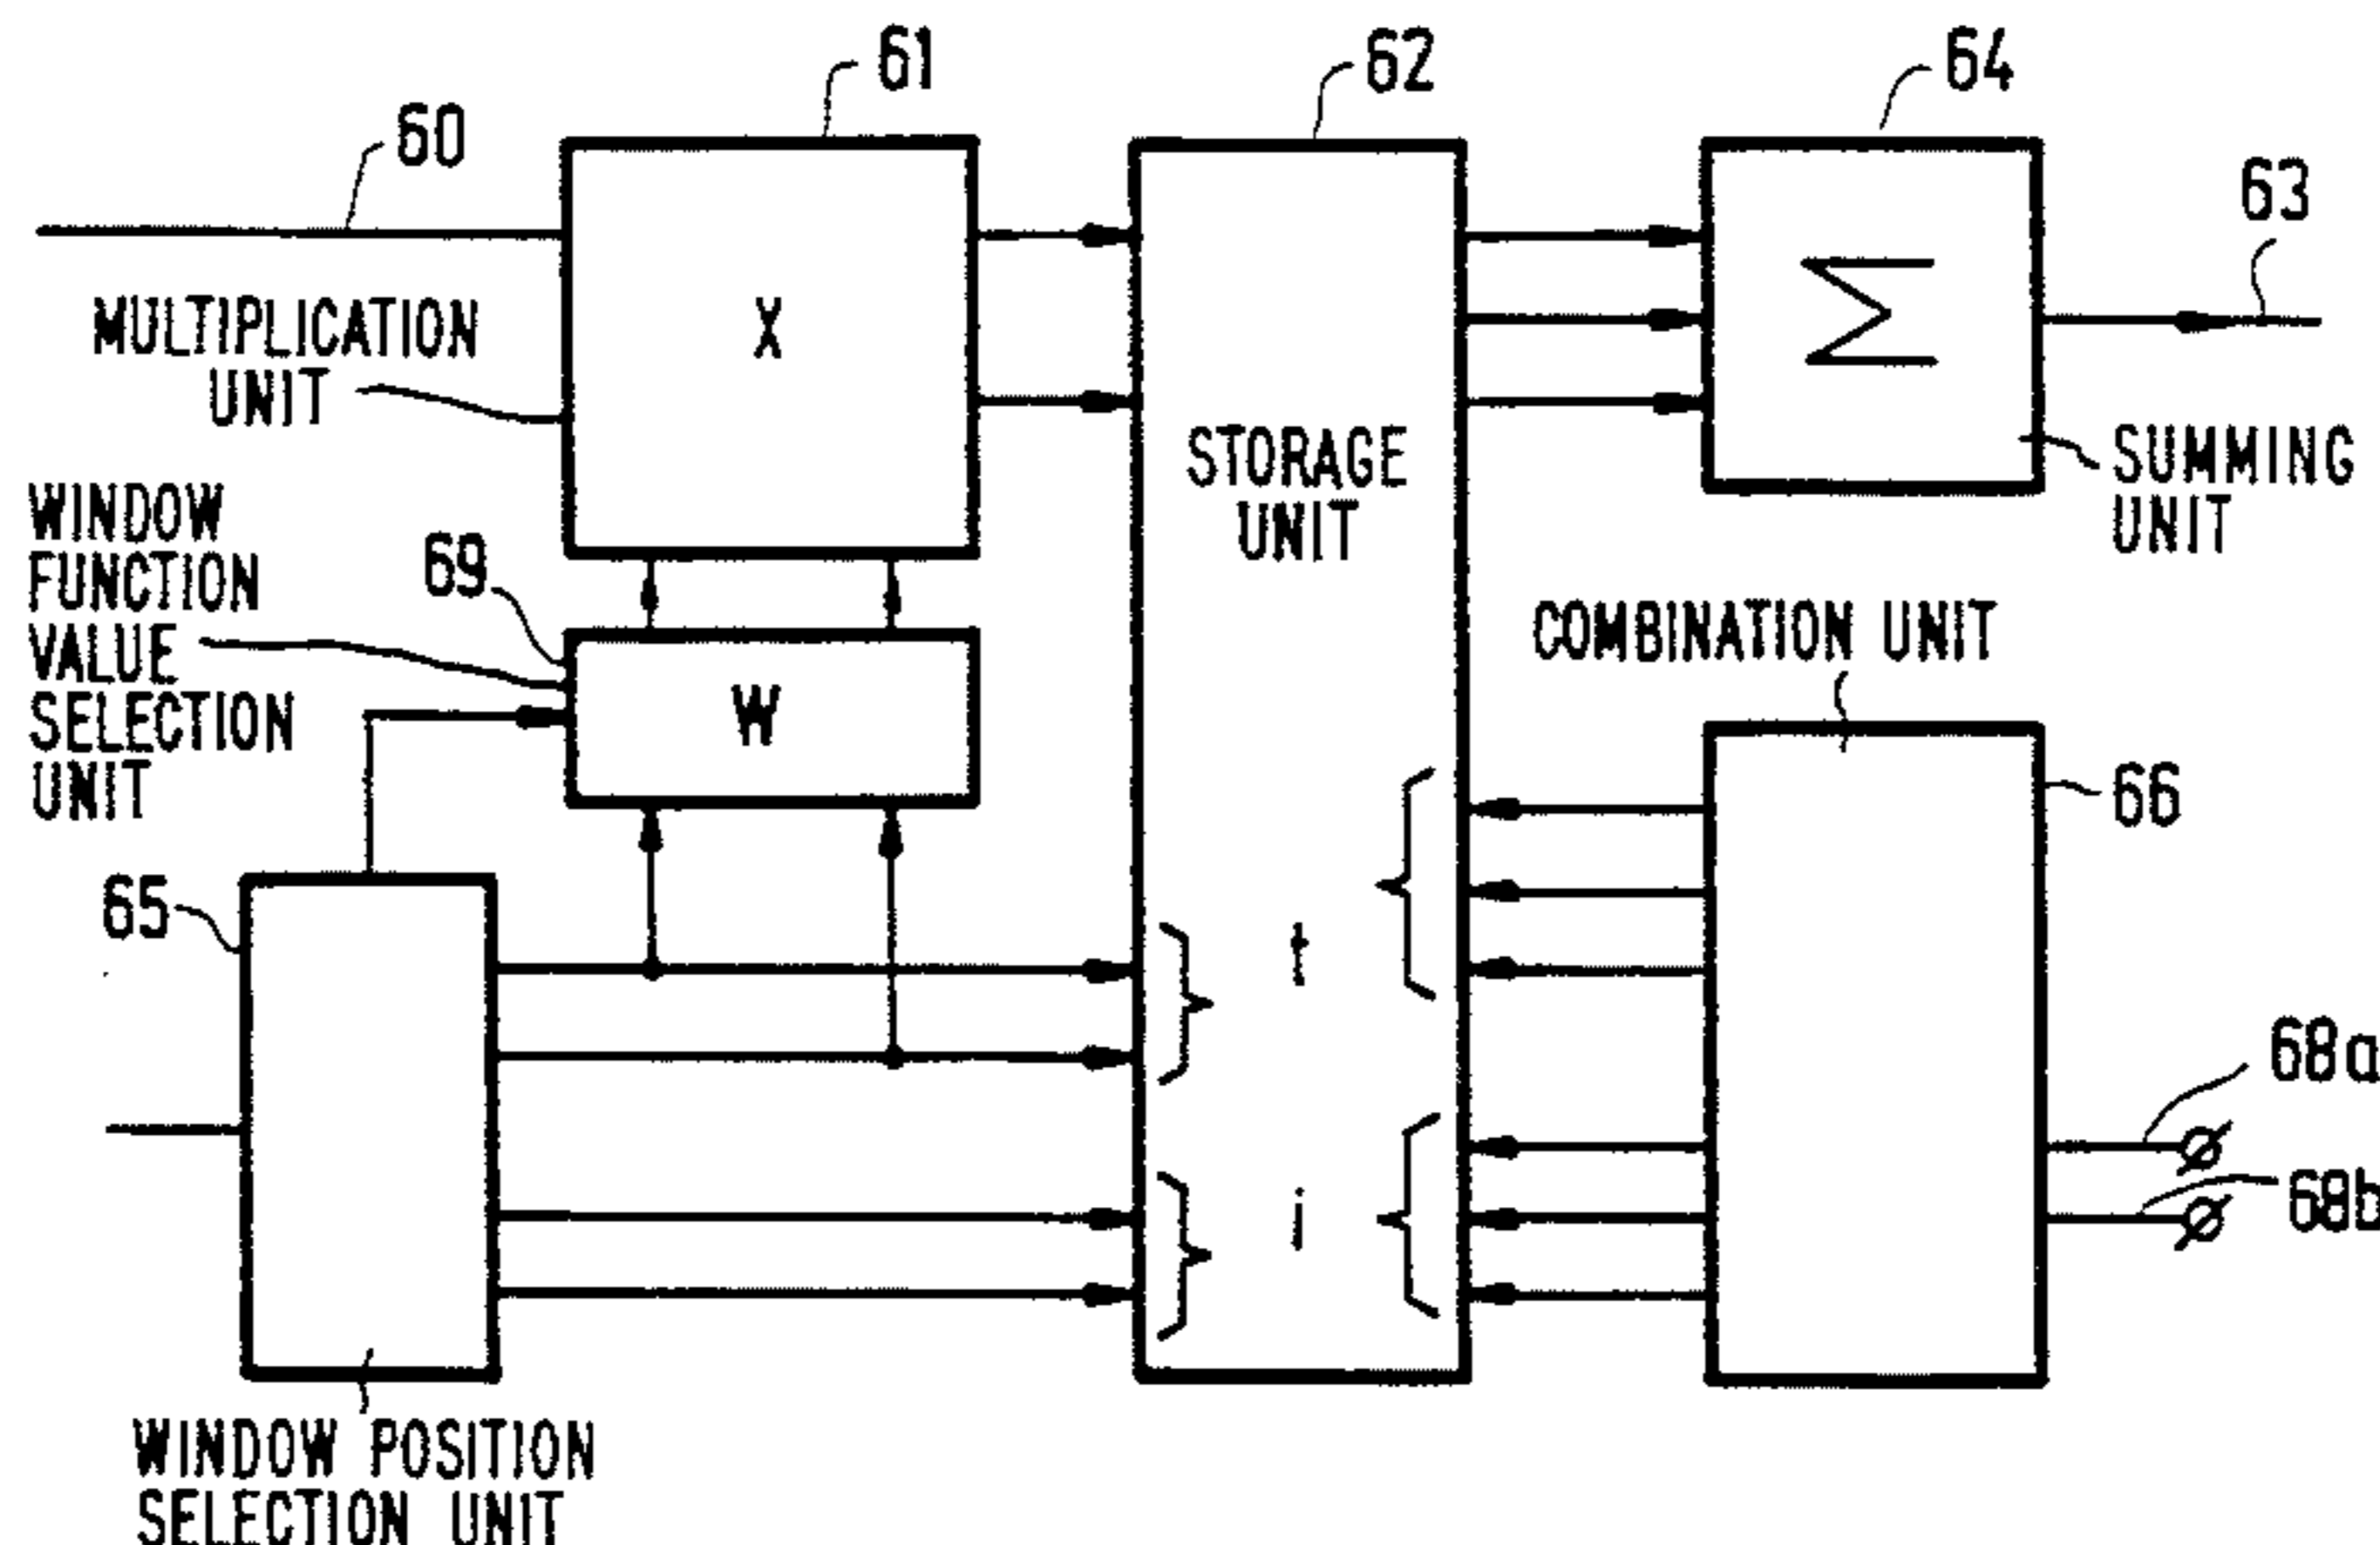 61
62
64
60
63
X
Σ
MULTIPLICATION
UNIT
STORAGE
UNIT
SUMMING
UNIT
WINDOW
FUNCTION
VALUE
SELECTION
UNIT
69
W
COMBINATION UNIT
66
65
t
68a
i
68b
WINDOW POSITION
SELECTION UNIT